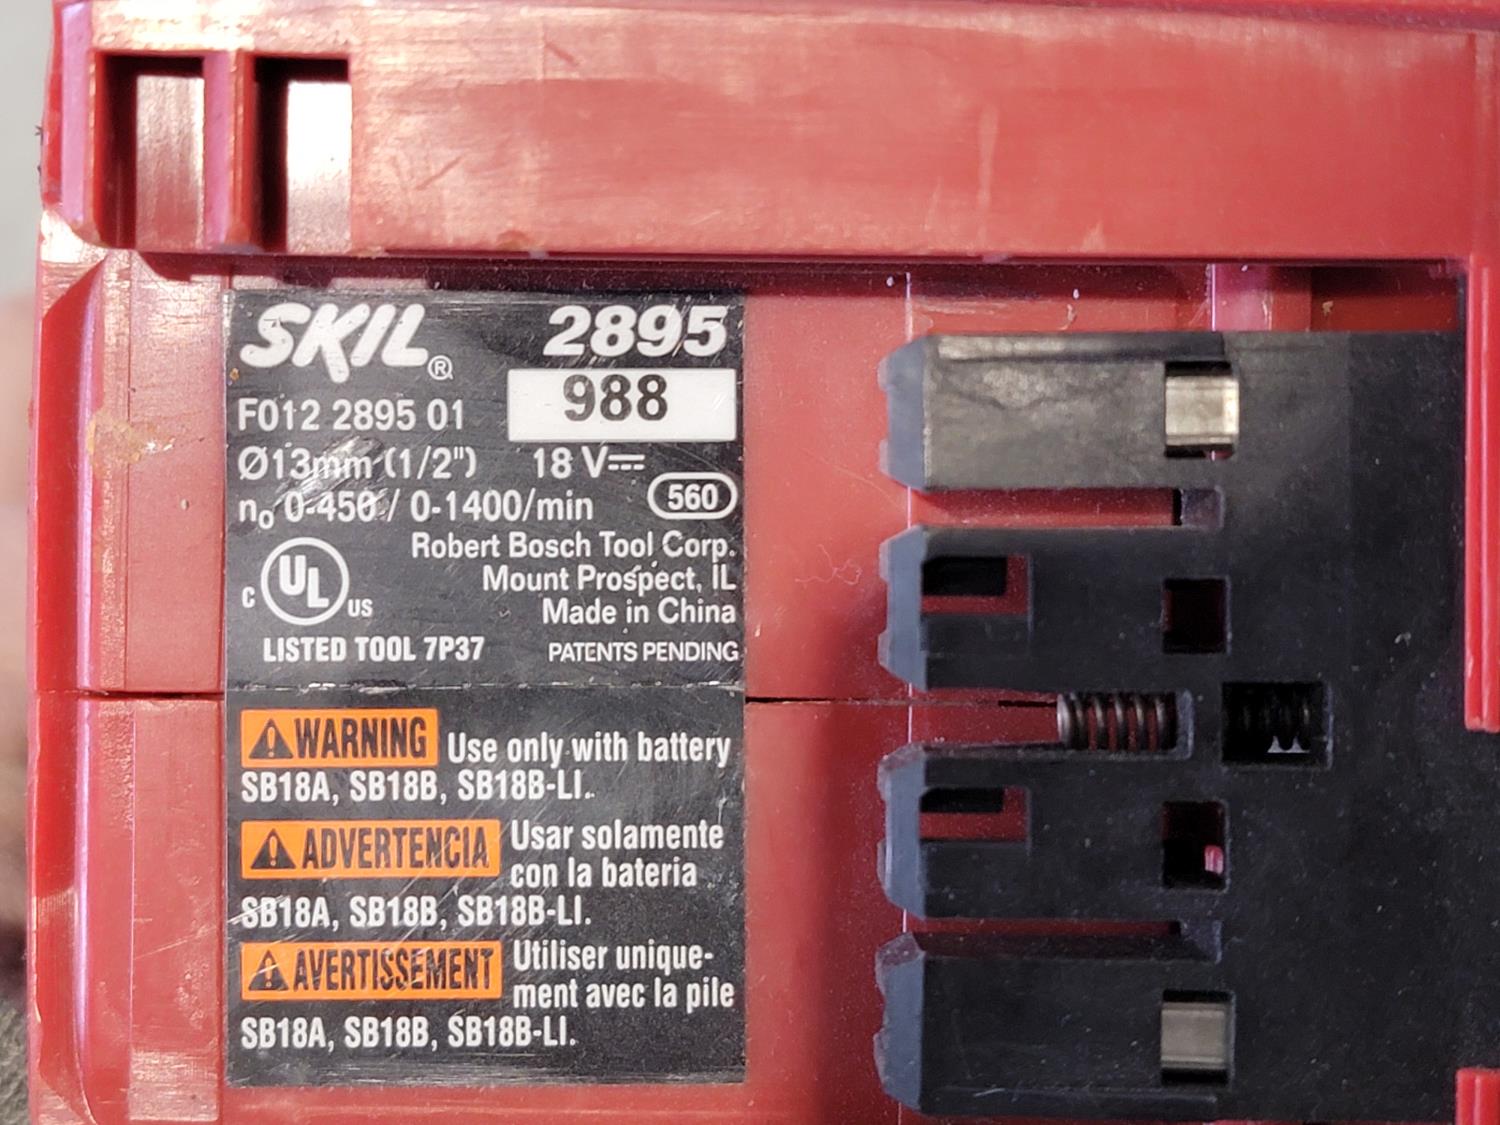 SKIL® 2895
988
F012 2895 01
Ø13mm (1/2") 18 V⎓
n₀ 0-450 / 0-1400/min 560
Robert Bosch Tool Corp.
Mount Prospect, IL
Made in China
C UL US
LISTED TOOL 7P37 PATENTS PENDING
⚠WARNING Use only with battery
SB18A, SB18B, SB18B-LI.
⚠ADVERTENCIA Usar solamente
con la bateria
SB18A, SB18B, SB18B-LI.
⚠AVERTISSEMENT Utiliser unique-
ment avec la pile
SB18A, SB18B, SB18B-LI.